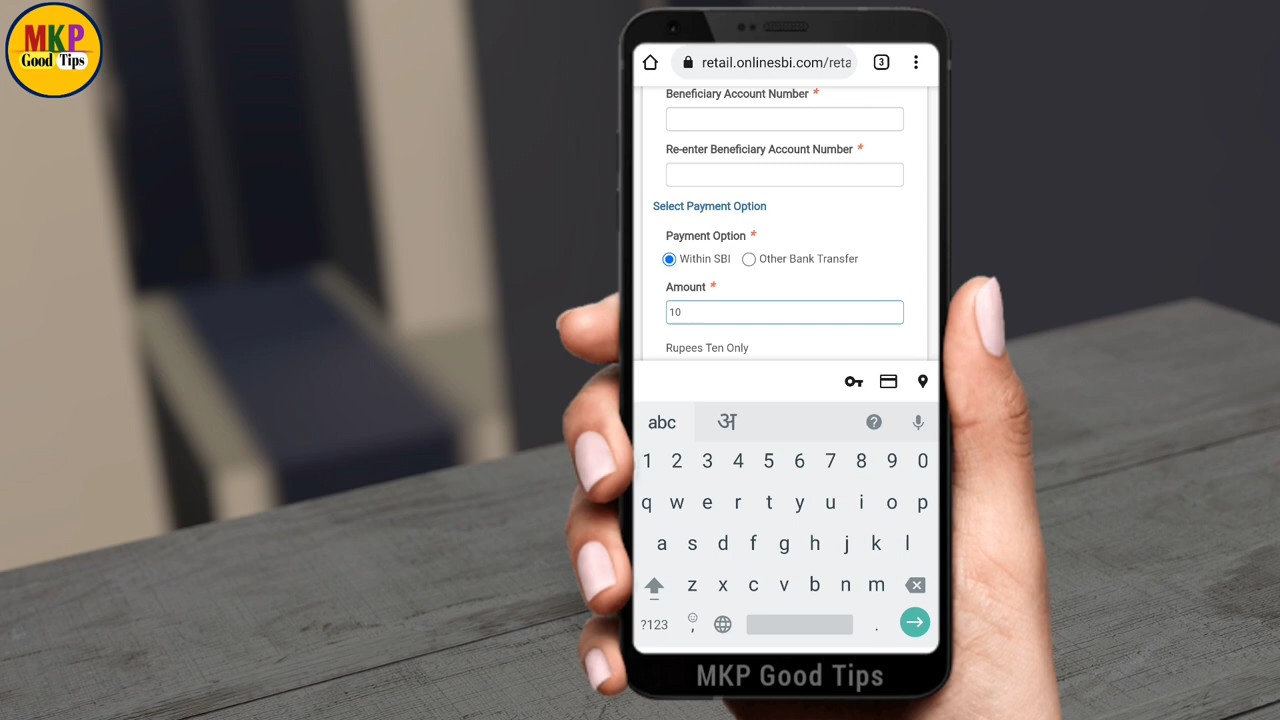 MKP
Good Tips
retail.onlinesbi.com/reta
3
Beneficiary Account Number *
Re-enter Beneficiary Account Number *
Select Payment Option
Payment Option *
Within SBI Other Bank Transfer
Amount *
10
Rupees Ten Only
abc अ ?
1 2 3 4 5 6 7 8 9 0
q w e r t y u i o p
a s d f g h j k l
z x c v b n m
?123 , .
MKP Good Tips